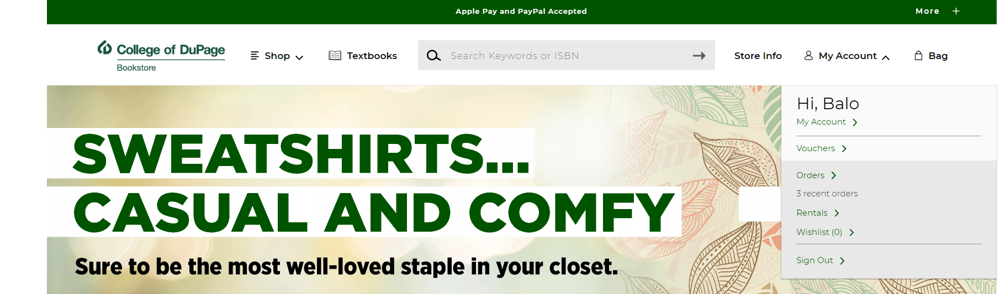 Apple Pay and PayPal Accepted
More +
College of DuPage
Bookstore
Shop
Textbooks
Search Keywords or ISBN
Store Info
My Account
Bag
SWEATSHIRTS...
CASUAL AND COMFY
Sure to be the most well-loved staple in your closet.
Hi, Balo
My Account
Vouchers
Orders
3 recent orders
Rentals
Wishlist (0)
Sign Out